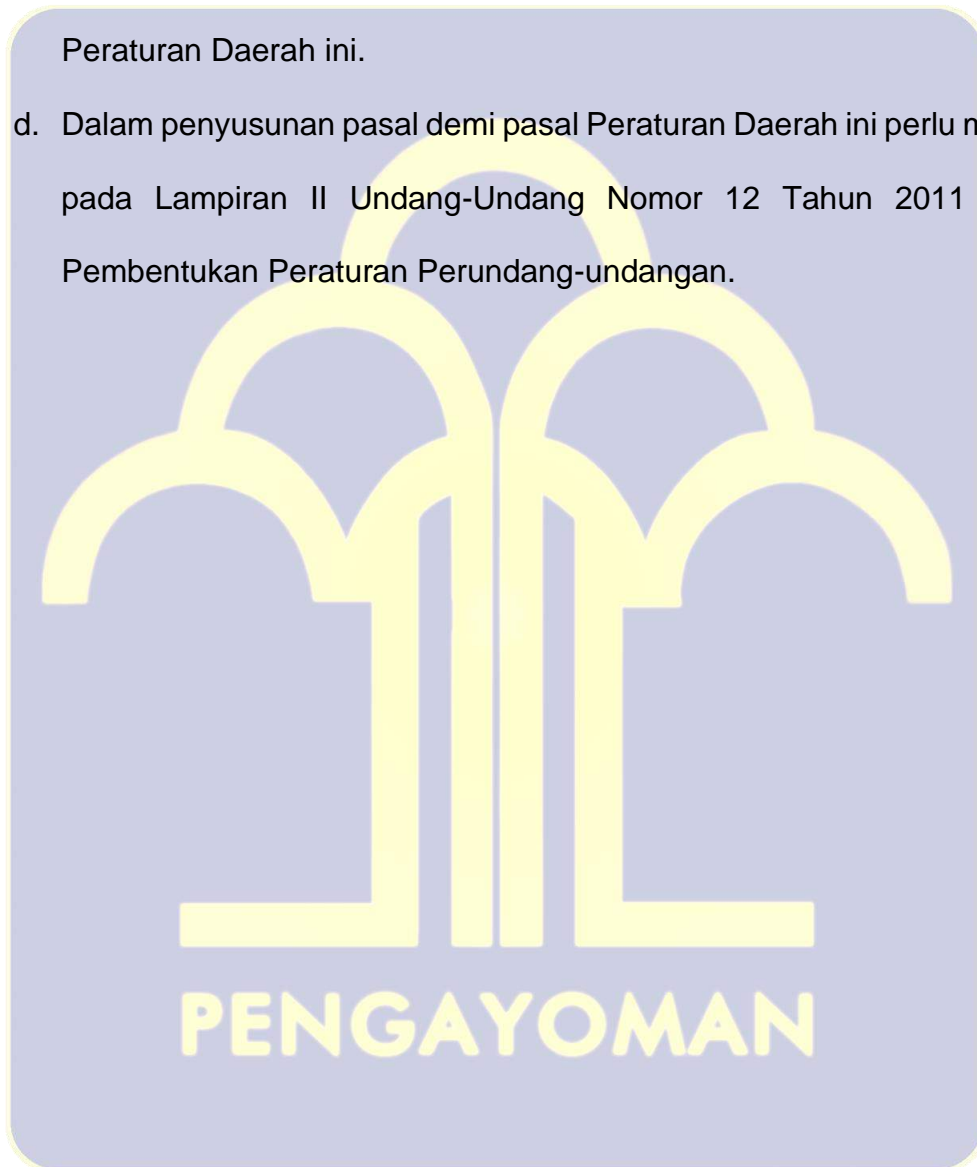 Peraturan Daerah ini.
d. Dalam penyusunan pasal demi pasal Peraturan Daerah ini perlu
pada Lampiran II Undang-Undang Nomor 12 Tahun 2011
Pembentukan Peraturan Perundang-undangan.
PENGAYOMAN